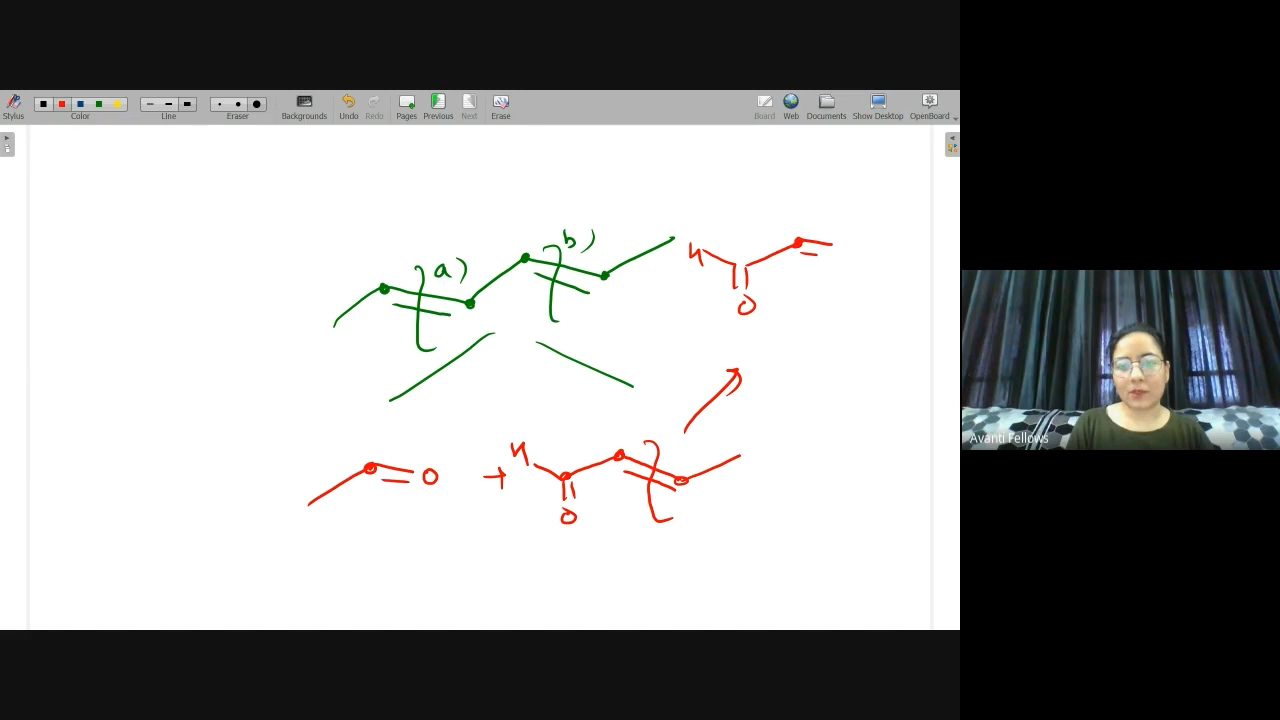 Stylus Color Line Eraser Backgrounds Undo Redo Pages Previous Next Erase Board Web Documents Show Desktop OpenBoard
b)
a)
H
O
H
O
+
O
Avanti Fellows